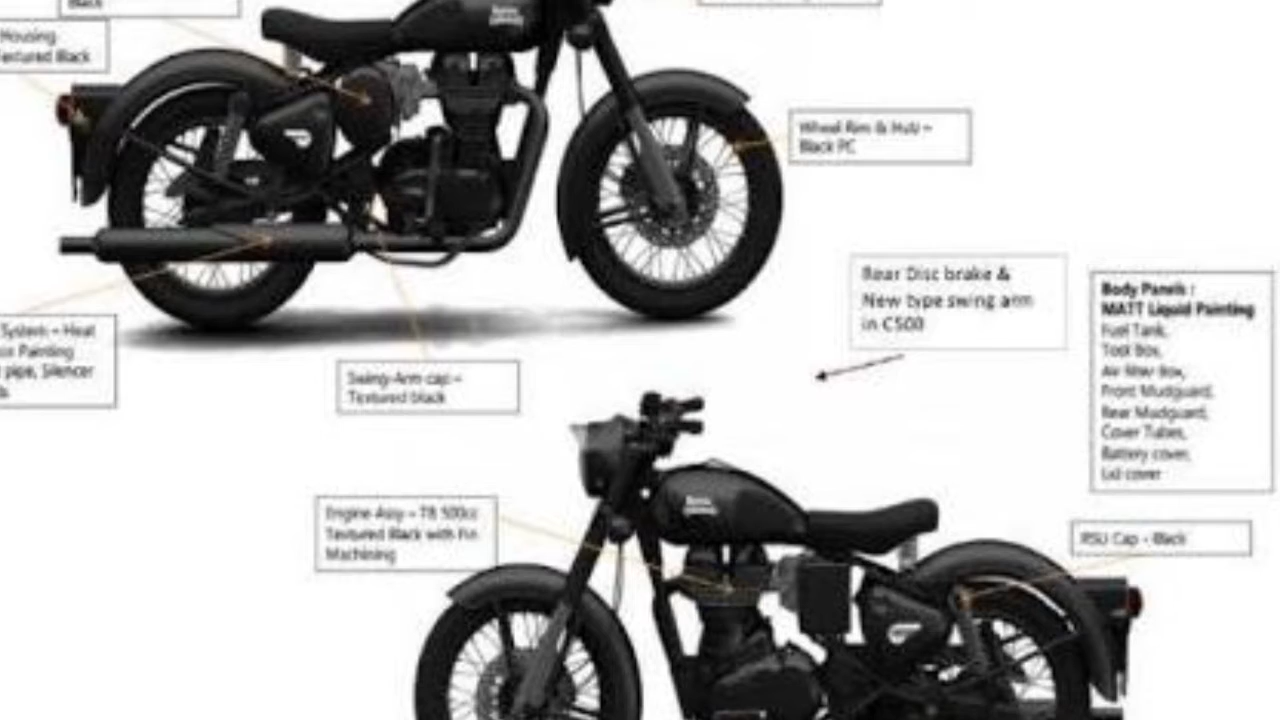 Black
Housing
Textured Black
Wheel Rim & Hub –
Black PC
Rear Disc brake &
New type swing arm
in C500
Body Panels :
MATT Liquid Painting
Fuel Tank,
Tool Box,
Air filter Box,
Front Mudguard,
Rear Mudguard,
Cover Tubes,
Battery cover,
Lid cover
System – Heat
Painting
pipe, Silencer
Swing-Arm cap –
Textured black
Engine Assy – TB 500cc
Textured Black with Fin
Machining
RSU Cap - Black